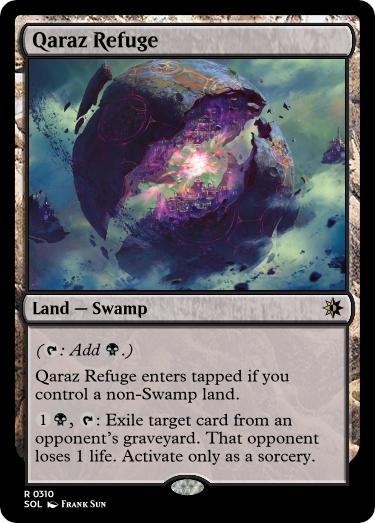 Qaraz Refuge
Land — Swamp
(: Add .)
Qaraz Refuge enters tapped if you
control a non-Swamp land.
1 , : Exile target card from an
opponent's graveyard. That opponent
loses 1 life. Activate only as a sorcery.
R 0310
SOL Frank Sun